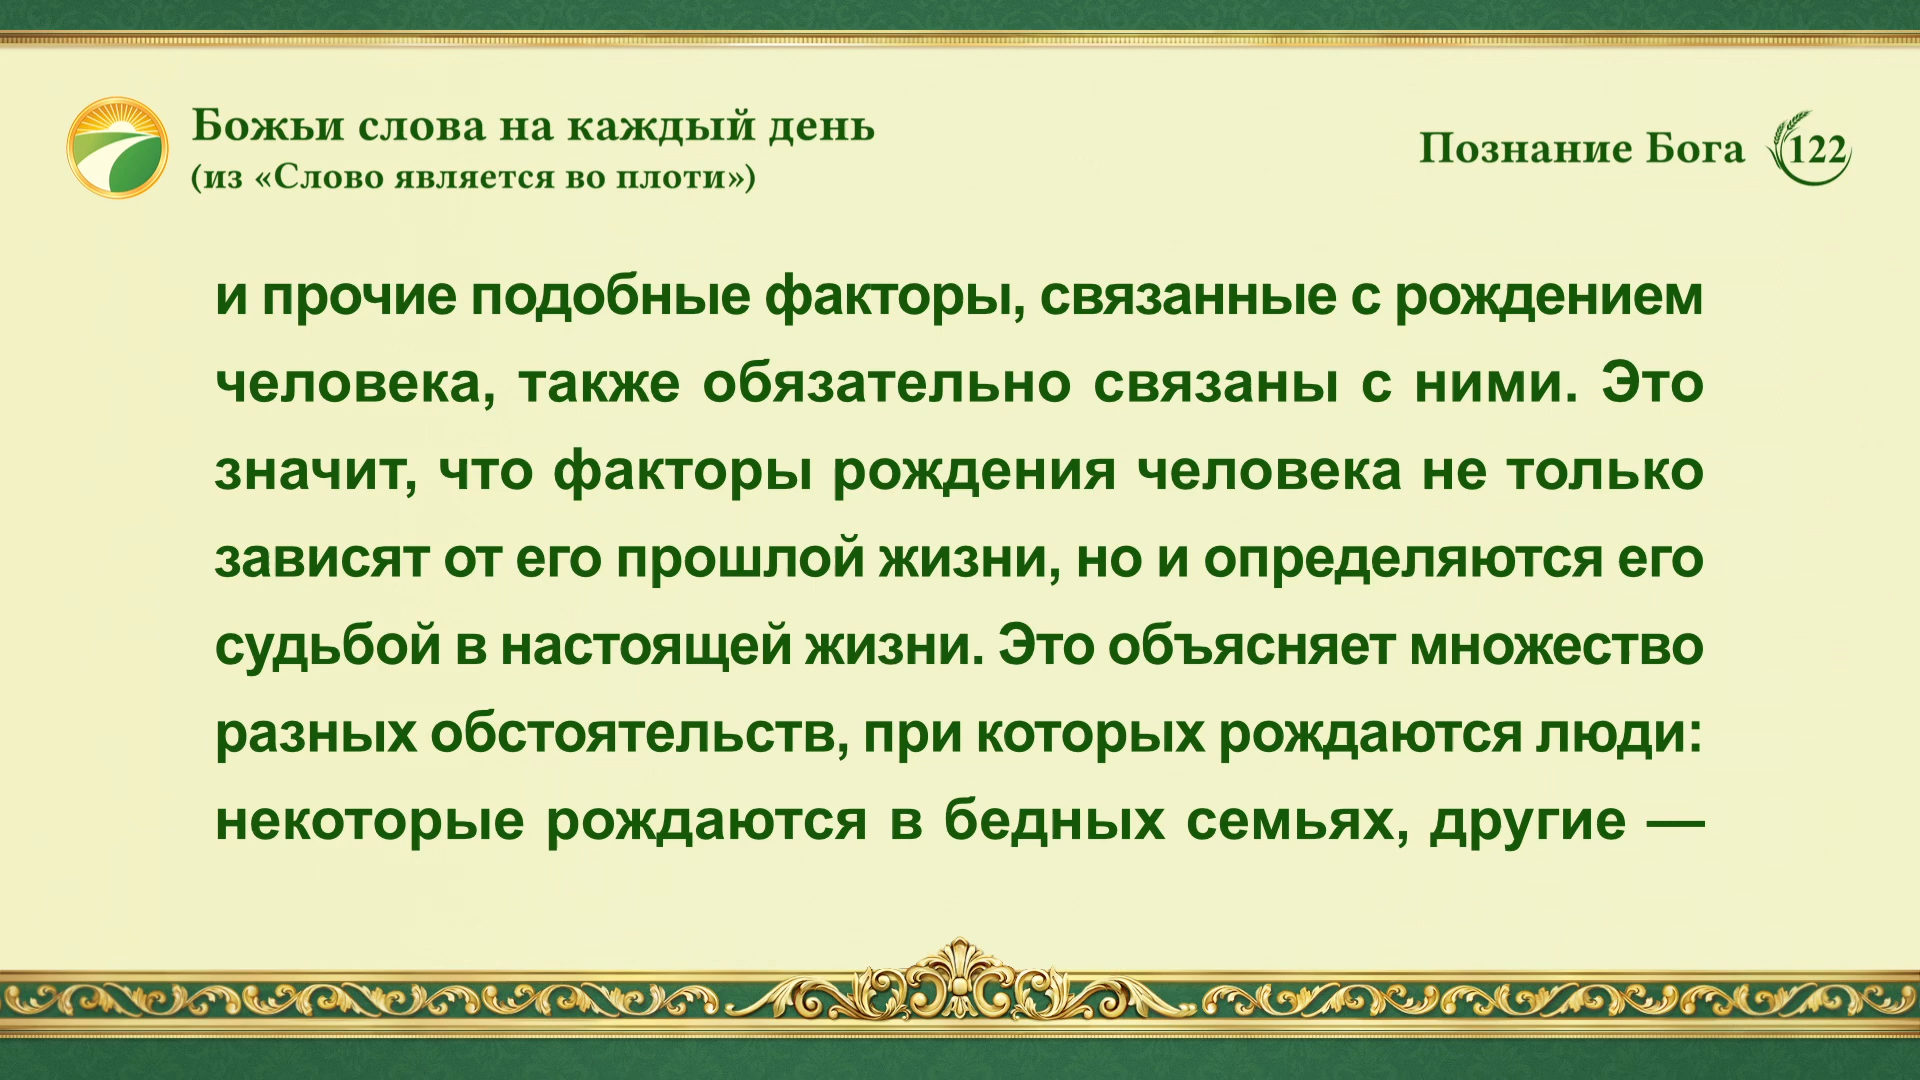 Божьи слова на каждый день
(из «Слово является во плоти»)
Познание Бога 122
и прочие подобные факторы, связанные с рождением
человека, также обязательно связаны с ними. Это
значит, что факторы рождения человека не только
зависят от его прошлой жизни, но и определяются его
судьбой в настоящей жизни. Это объясняет множество
разных обстоятельств, при которых рождаются люди:
некоторые рождаются в бедных семьях, другие —